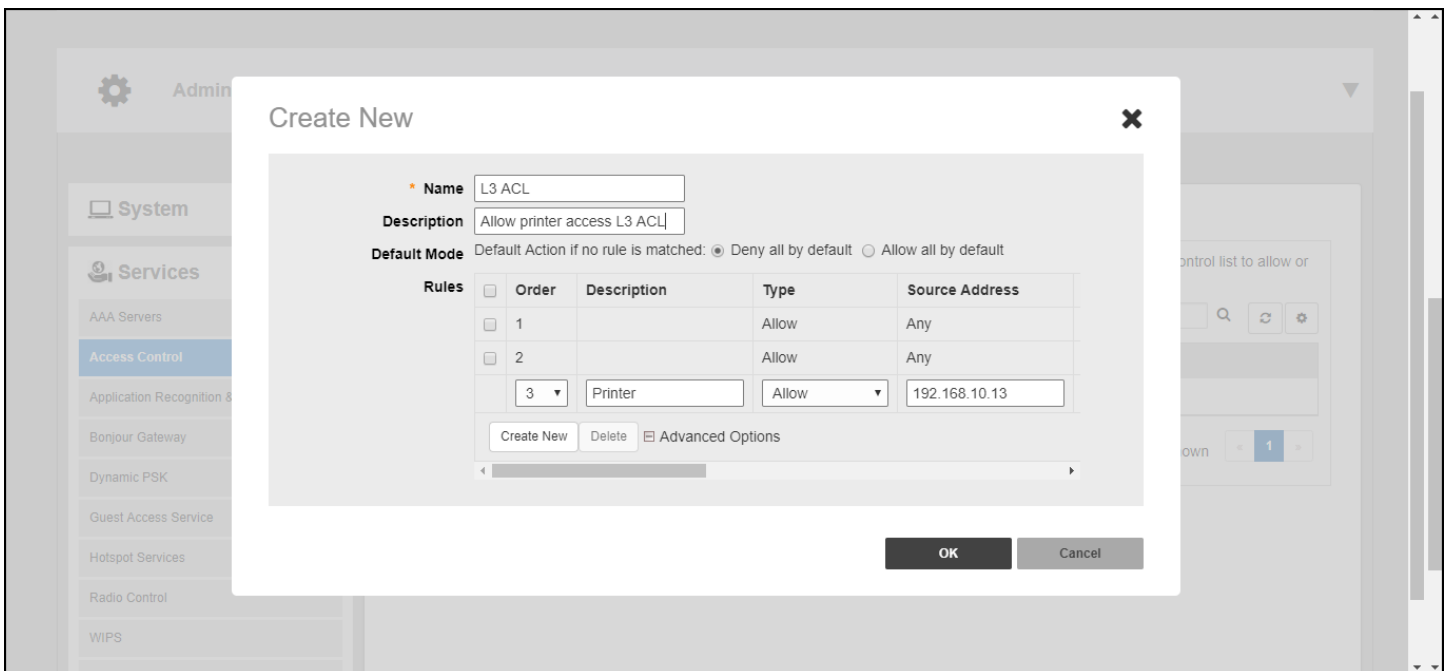 Admin
Create New
* Name L3 ACL
System
Description Allow printer access L3 ACL
Default Mode Default Action if no rule is matched: Deny all by default Allow all by default
ontrol list to allow or
Services
Rules Order Description Type Source Address
AAA Servers
1 Allow Any
Access Control
2 Allow Any
Application Recognition &
3 Printer Allow 192.168.10.13
Bonjour Gateway
Create New Delete Advanced Options
own 1
Dynamic PSK
Guest Access Service
Hotspot Services
OK Cancel
Radio Control
WIPS